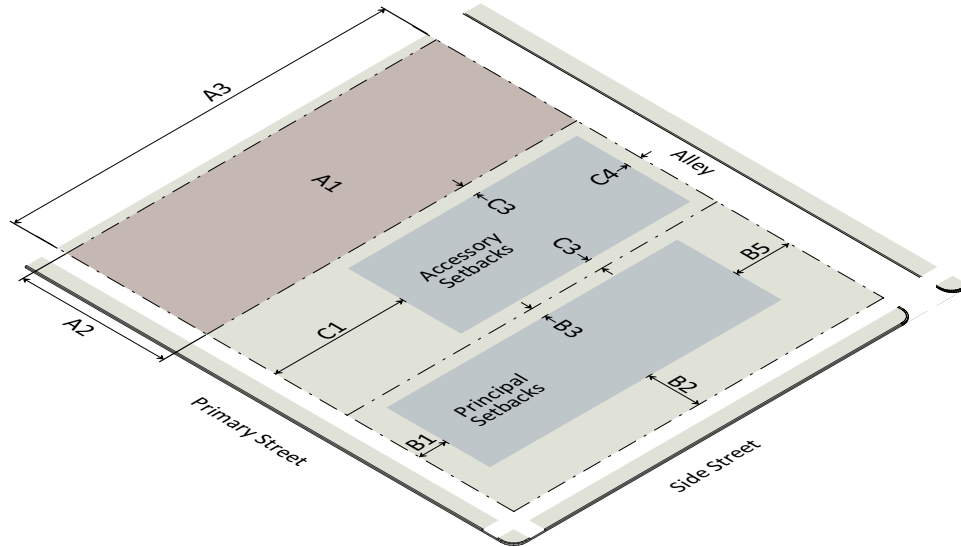 A3
A1
A2
Alley
C4
C3
Accessory
Setbacks
C3
B5
C1
B3
Principal
Setbacks
B2
B1
Primary Street
Side Street